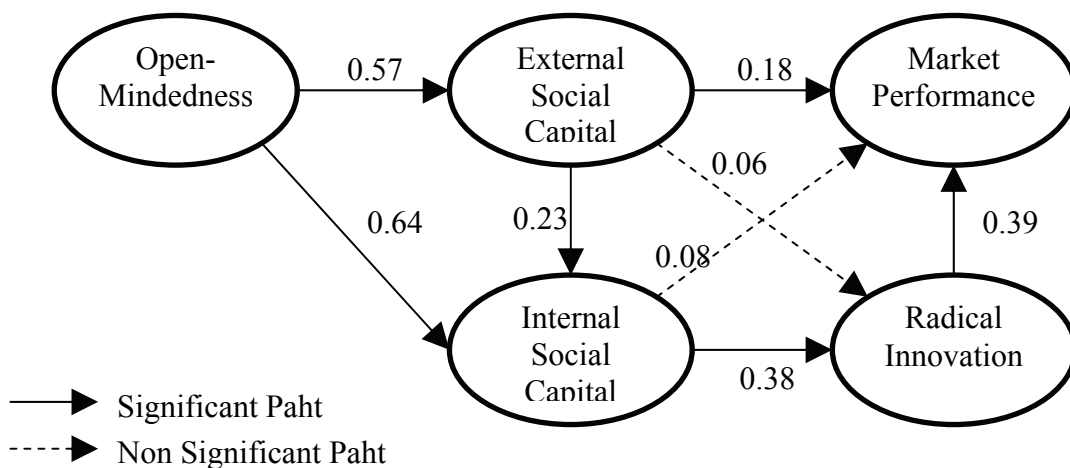 Open-
Mindedness
0.57
External
Social
Capital
0.18
Market
Performance
0.06
0.64
0.23
0.08
0.39
Internal
Social
Capital
0.38
Radical
Innovation
Significant Paht
Non Significant Paht